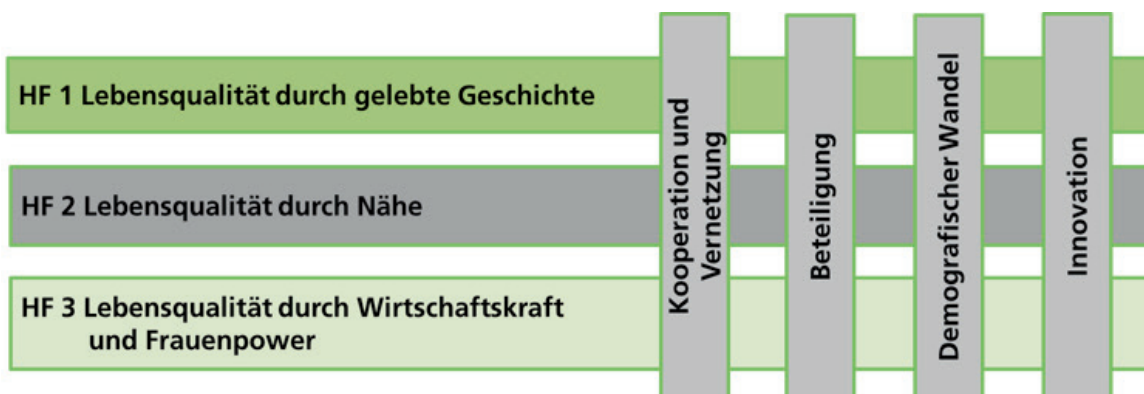 HF 1 Lebensqualität durch gelebte Geschichte
HF 2 Lebensqualität durch Nähe
HF 3 Lebensqualität durch Wirtschaftskraft
und Frauenpower
Kooperation und
Vernetzung
Beteiligung
Demografischer Wandel
Innovation